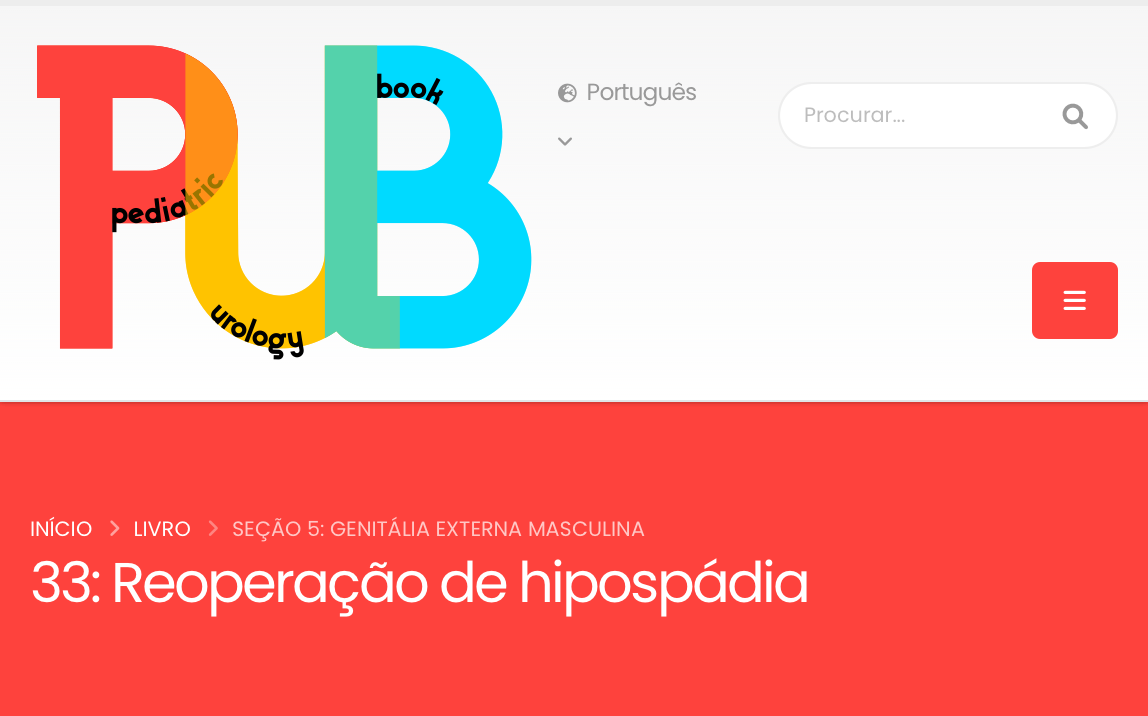 PUB
pediatric
urology
book
Português
Procurar...
INÍCIO > LIVRO > SEÇÃO 5: GENITÁLIA EXTERNA MASCULINA
33: Reoperação de hipospádia